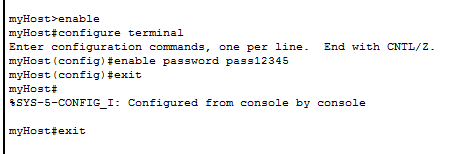 myHost>enable
myHost#configure terminal
Enter configuration commands, one per line.  End with CNTL/Z.
myHost(config)#enable password pass12345
myHost(config)#exit
myHost#
%SYS-5-CONFIG_I: Configured from console by console
myHost#exit